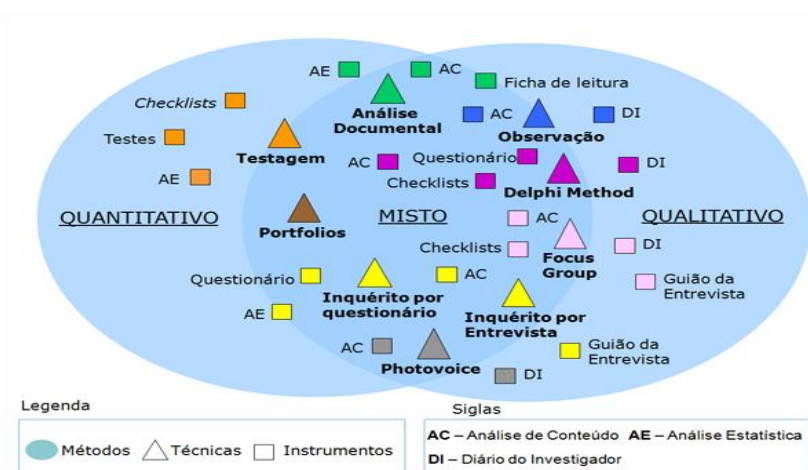 AE
AC
Ficha de leitura
Checklists
Análise
Documental
AC
DI
Observação
Testes
Testagem
AC
Questionário
DI
AE
Checklists
Delphi Method
QUANTITATIVO
MISTO
QUALITATIVO
Portfolios
AC
Checklists
DI
Focus
Group
Questionário
AC
Guião da
Entrevista
Inquérito por
questionário
Inquérito por
Entrevista
AE
AC
Photovoice
Guião da
Entrevista
DI
Legenda
Siglas
Métodos
Técnicas
Instrumentos
AC – Análise de Conteúdo AE – Análise Estatística
DI – Diário do Investigador